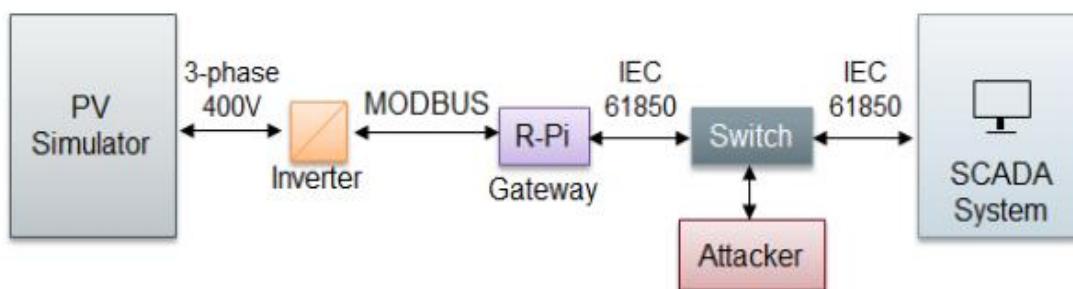 PV
Simulator
3-phase
400V
Inverter
MODBUS
R-Pi
Gateway
IEC
61850
Switch
Attacker
IEC
61850
SCADA
System